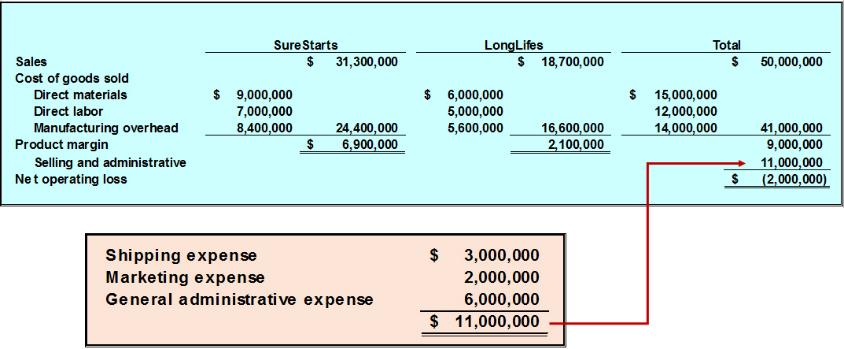 SureStarts LongLifes Total
Sales $ 31,300,000 $ 18,700,000 $ 50,000,000
Cost of goods sold
Direct materials $ 9,000,000 $ 6,000,000 $ 15,000,000
Direct labor 7,000,000 5,000,000 12,000,000
Manufacturing overhead 8,400,000 24,400,000 5,600,000 16,600,000 14,000,000 41,000,000
Product margin $ 6,900,000 2,100,000 9,000,000
Selling and administrative 11,000,000
Net operating loss $ (2,000,000)
Shipping expense $ 3,000,000
Marketing expense 2,000,000
General administrative expense 6,000,000
$ 11,000,000